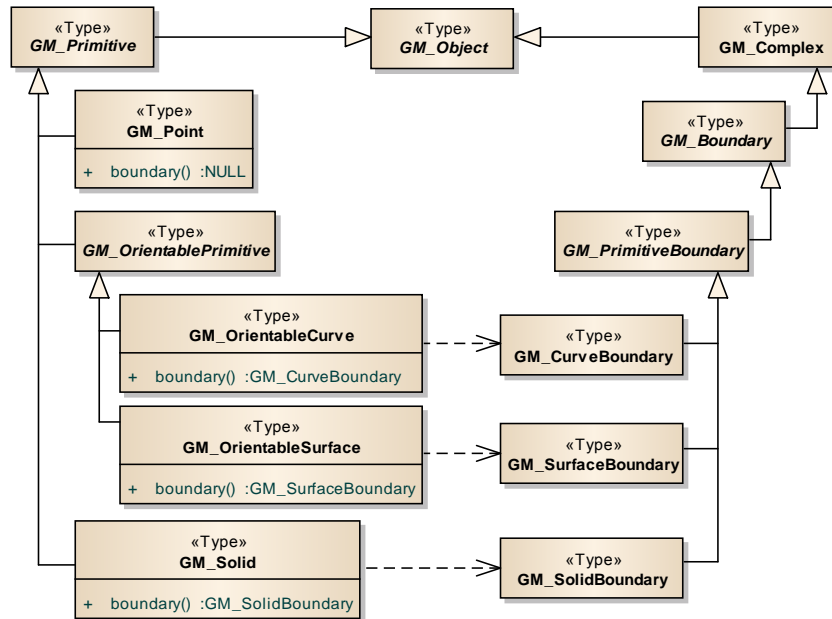 «Type»
GM_Primitive
«Type»
GM_Object
«Type»
GM_Complex
«Type»
GM_Point
+ boundary() :NULL
«Type»
GM_Boundary
«Type»
GM_OrientablePrimitive
«Type»
GM_PrimitiveBoundary
«Type»
GM_OrientableCurve
+ boundary() :GM_CurveBoundary
«Type»
GM_CurveBoundary
«Type»
GM_OrientableSurface
+ boundary() :GM_SurfaceBoundary
«Type»
GM_SurfaceBoundary
«Type»
GM_Solid
+ boundary() :GM_SolidBoundary
«Type»
GM_SolidBoundary